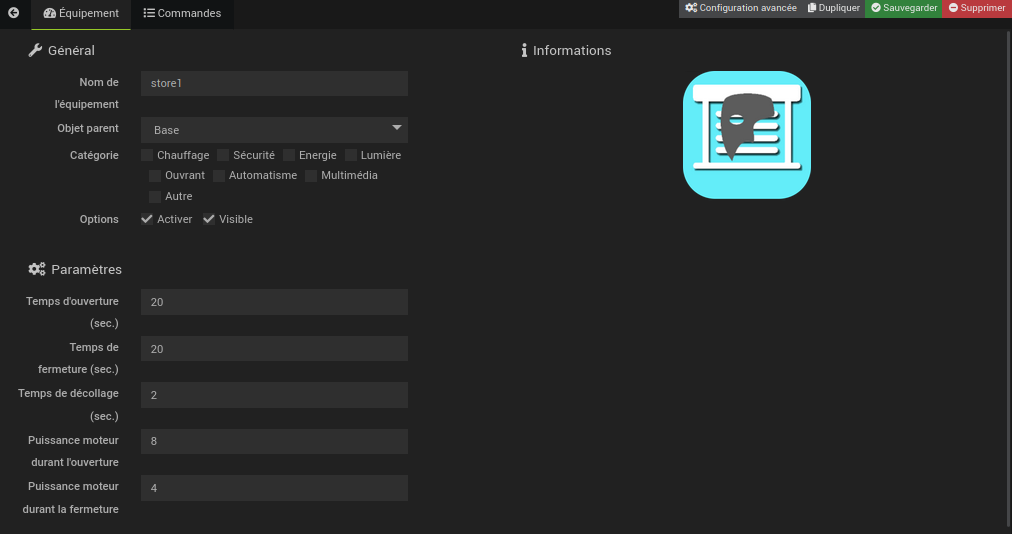 Équipement
Commandes
Configuration avancée
Dupliquer
Sauvegarder
Supprimer
Général
Nom de
l'équipement
store1
Objet parent
Base
Catégorie
Chauffage
Sécurité
Energie
Lumière
Ouvrant
Automatisme
Multimédia
Autre
Options
Activer
Visible
Paramètres
Temps d'ouverture
(sec.)
20
Temps de
fermeture (sec.)
20
Temps de décollage
(sec.)
2
Puissance moteur
durant l'ouverture
8
Puissance moteur
durant la fermeture
4
Informations